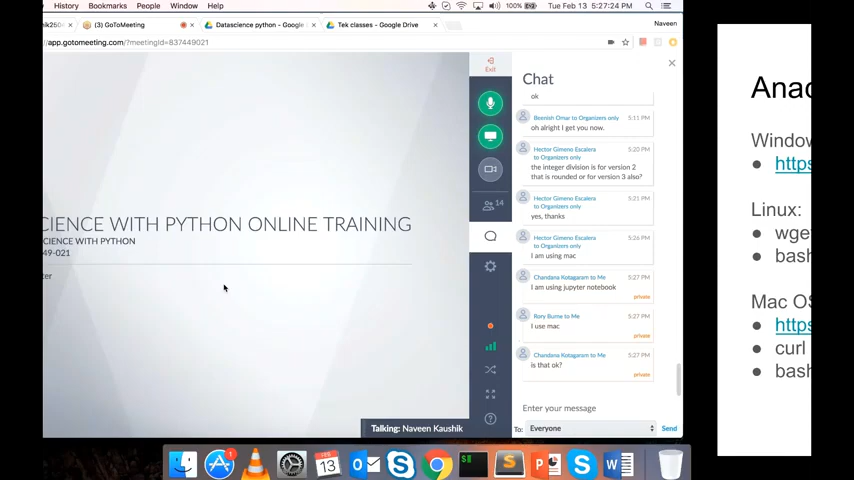 History Bookmarks People Window Help
100% Tue Feb 13 5:27:24 PM
Naveen
(3) GoToMeeting
Datascience python - Google
Tek classes - Google Drive
app.gotomeeting.com/?meetingId=837449021
Exit
Chat
ok
Beenish Omar to Organizers only 5:11 PM
oh alright I get you now.
Hector Gimeno Escalera
to Organizers only
5:20 PM
the integer division is for version 2
that is rounded or for version 3 also?
Hector Gimeno Escalera
to Organizers only
5:21 PM
yes, thanks
Hector Gimeno Escalera
to Organizers only
5:26 PM
I am using mac
Chandana Kotagaram to Me 5:27 PM
I am using jupyter notebook
private
Rory Burne to Me 5:27 PM
I use mac
private
Chandana Kotagaram to Me 5:27 PM
is that ok?
private
Enter your message
To: Everyone Send
14
CIENCE WITH PYTHON ONLINE TRAINING
CIENCE WITH PYTHON
49-021
zer
Talking: Naveen Kaushik
1
FEB
13
Anac
Window
https
Linux:
wge
bash
Mac OS
https
curl
bash